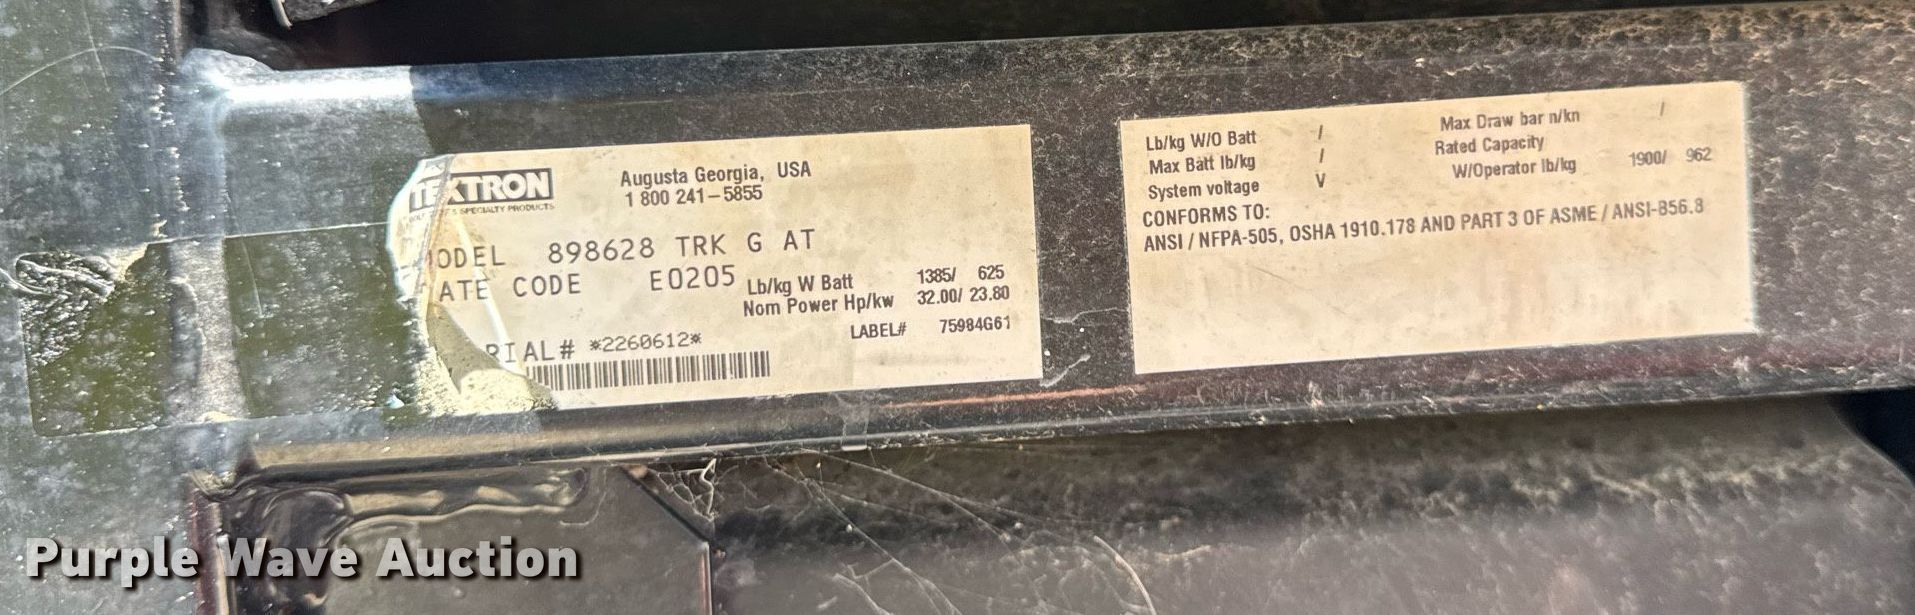 TEXTRON
SPECIALTY PRODUCTS
Augusta Georgia, USA
1 800 241-5855
ODEL 898628 TRK G AT
ATE CODE E0205
Lb/kg W Batt 1385/ 625
Nom Power Hp/kw 32.00/ 23.80
RIAL# *2260612*
LABEL# 75984G61
Lb/kg W/O Batt /
Max Batt lb/kg /
System voltage V
Max Draw bar n/kn /
Rated Capacity
W/Operator lb/kg 1900/ 962
CONFORMS TO:
ANSI / NFPA-505, OSHA 1910.178 AND PART 3 OF ASME / ANSI-B56.8
Purple Wave Auction